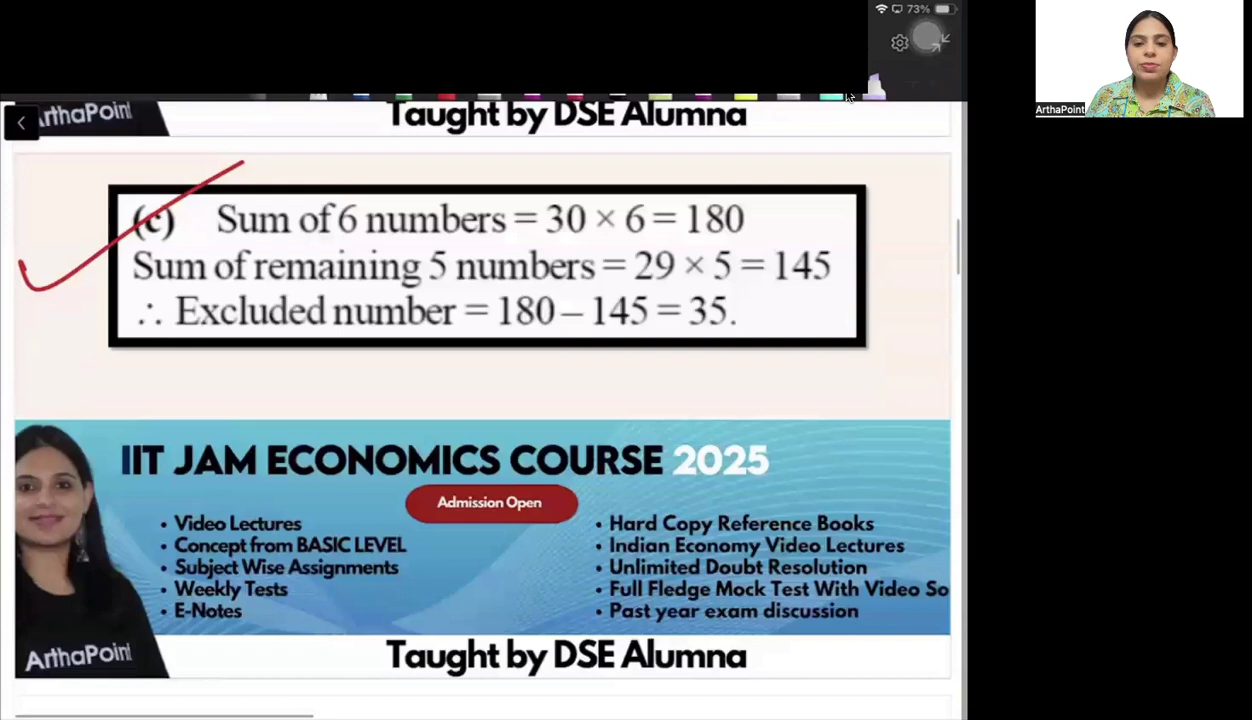 73%
ArthaPoint
Taught by DSE Alumna
ArthaPoint
(c) Sum of 6 numbers = 30 × 6 = 180
Sum of remaining 5 numbers = 29 × 5 = 145
∴ Excluded number = 180 – 145 = 35.
IIT JAM ECONOMICS COURSE 2025
Admission Open
• Video Lectures
• Concept from BASIC LEVEL
• Subject Wise Assignments
• Weekly Tests
• E-Notes
• Hard Copy Reference Books
• Indian Economy Video Lectures
• Unlimited Doubt Resolution
• Full Fledge Mock Test With Video So
• Past year exam discussion
ArthaPoint
Taught by DSE Alumna